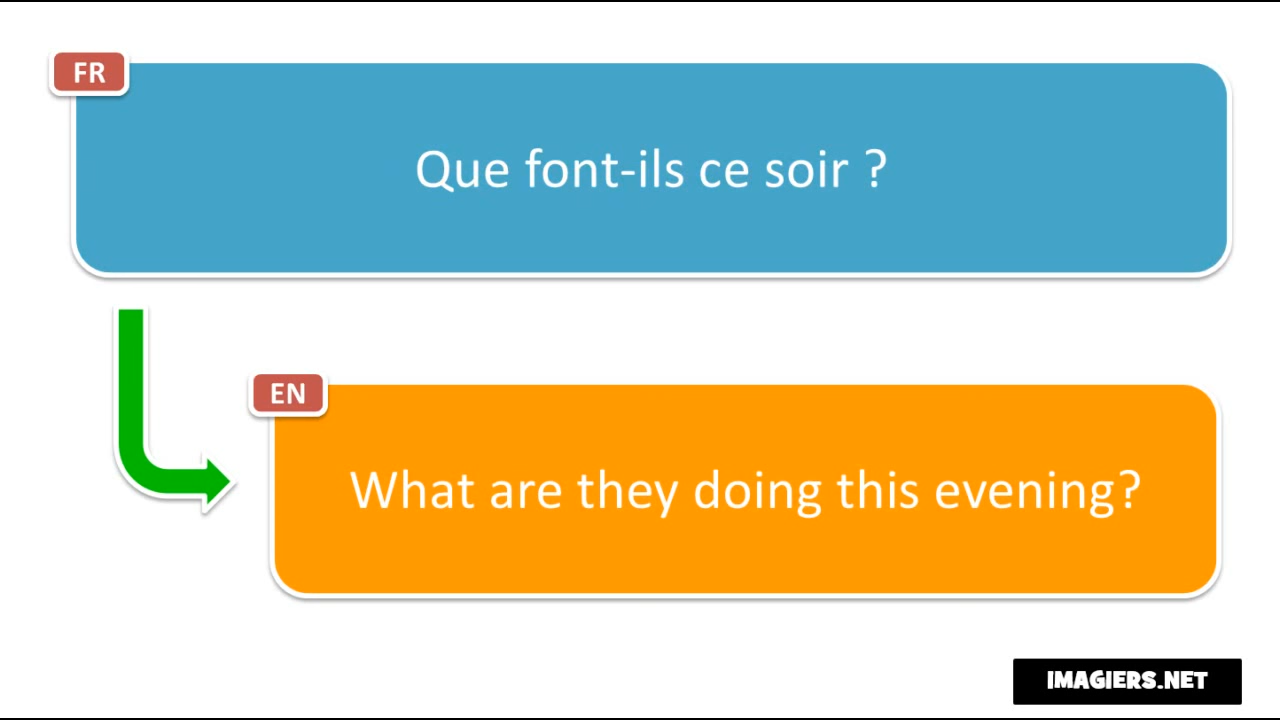 FR
Que font-ils ce soir ?
EN
What are they doing this evening?
IMAGIERS.NET